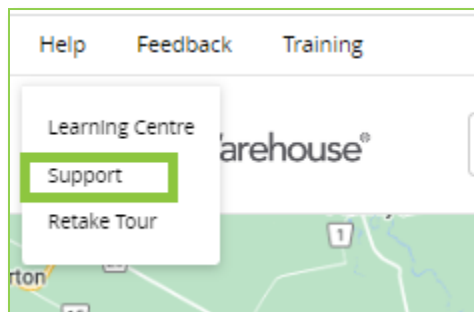 Help Feedback Training
Learning Centre
arehouse®
Support
Retake Tour
1
rton